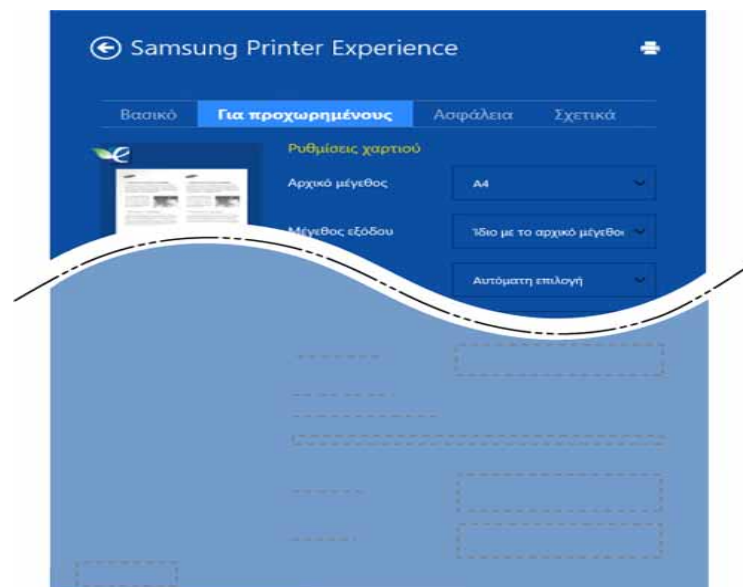 Samsung Printer Experience
Βασικό Για προχωρημένους Ασφάλεια Σχετικά
Ρυθμίσεις χαρτιού
Αρχικό μέγεθος A4
Μέγεθος εξόδου Ίδιο με το αρχικό μέγεθος
Αυτόματη επιλογή